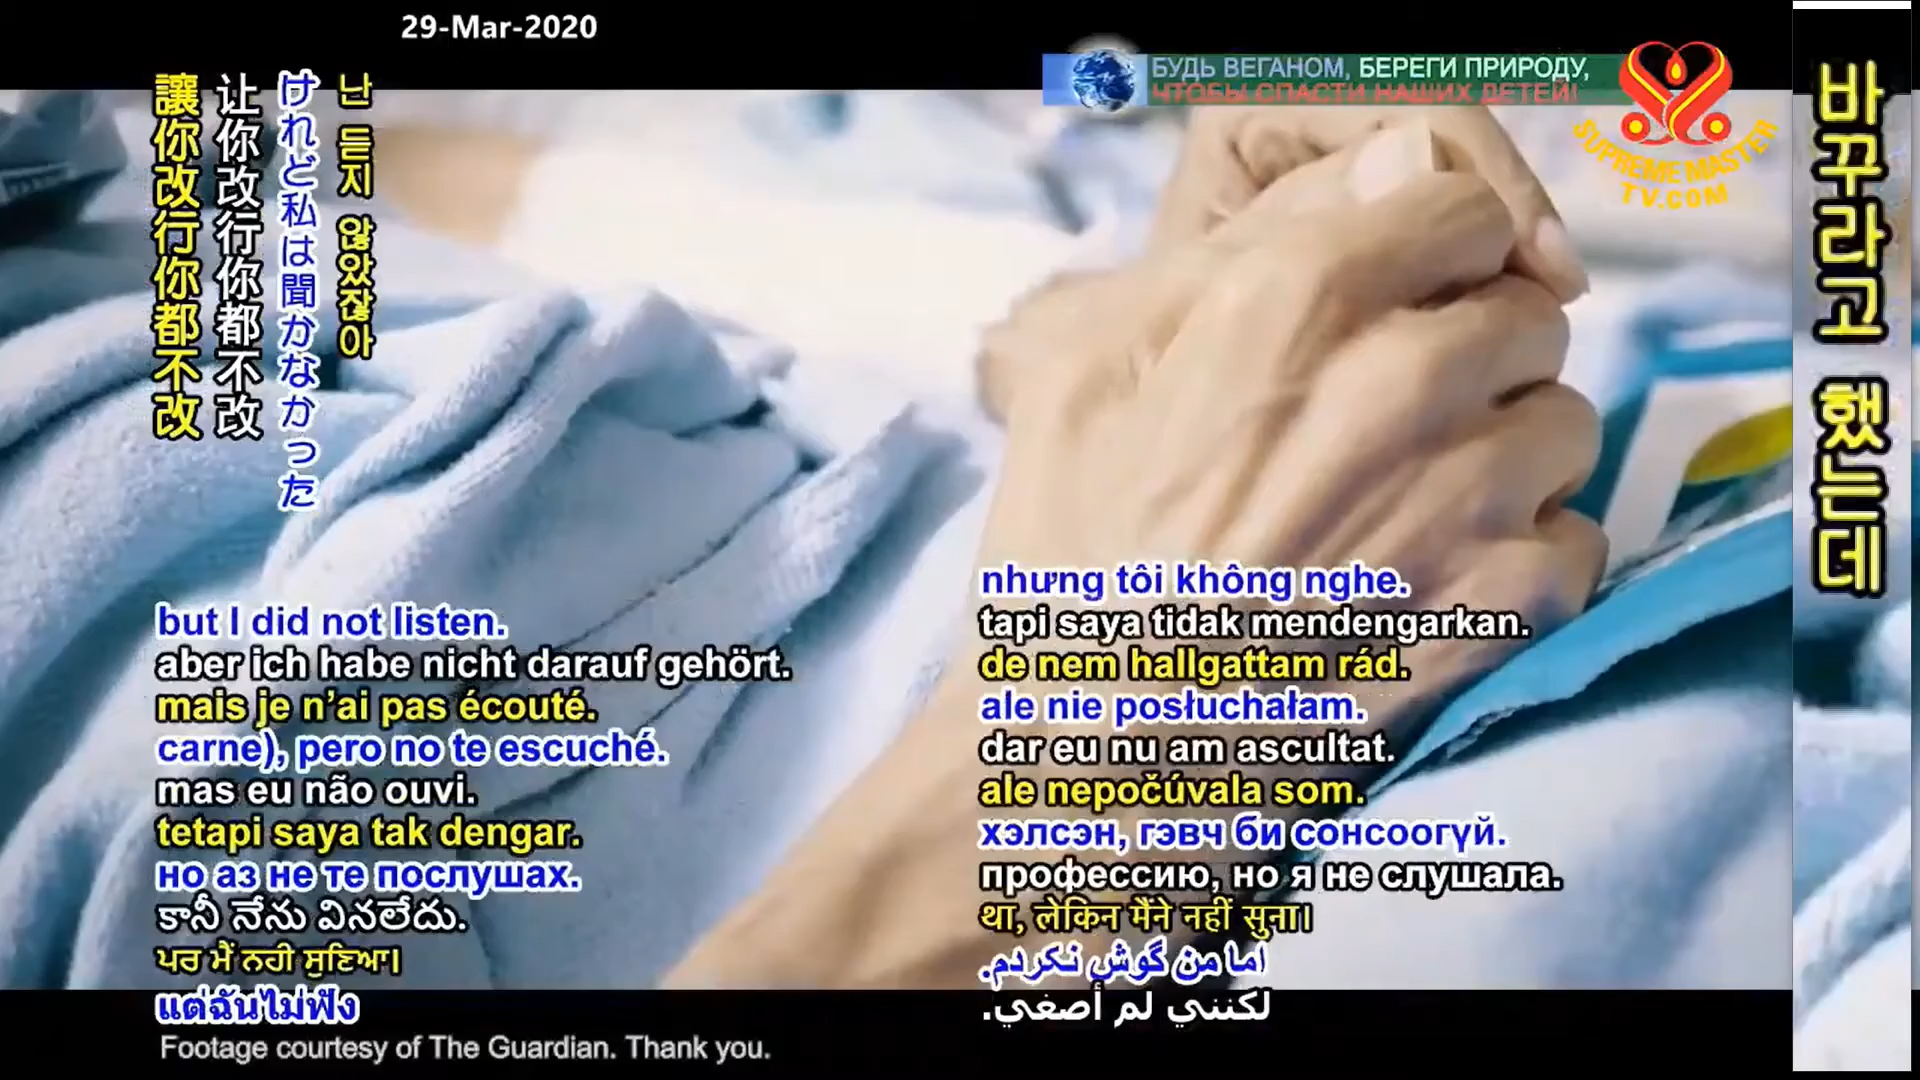 29-Mar-2020
БУДЬ ВЕГАНОМ, БЕРЕГИ ПРИРОДУ,
ЧТОБЫ СПАСТИ НАШИХ ДЕТЕЙ!
SUPREME MASTER
TV.COM
바꾸라고 했는데
난 듣지 않았잖아
けれど私は聞かなかった
让你改行你都不改
讓你改行你都不改
but I did not listen.
aber ich habe nicht darauf gehört.
mais je n’ai pas écouté.
carne), pero no te escuché.
mas eu não ouvi.
tetapi saya tak dengar.
но аз не те послушах.
కానీ నేను వినలేదు.
ਪਰ ਮੈਂ ਨਹੀ ਸੁਣਿਆ।
แต่ฉันไม่ฟัง
nhưng tôi không nghe.
tapi saya tidak mendengarkan.
de nem hallgattam rád.
ale nie posłuchałam.
dar eu nu am ascultat.
ale nepočúvala som.
хэлсэн, гэвч би сонсоогүй.
профессию, но я не слушала.
था, लेकिन मैंने नहीं सुना।
اما من گوش نکردم.
لكنني لم أصغي.
Footage courtesy of The Guardian. Thank you.